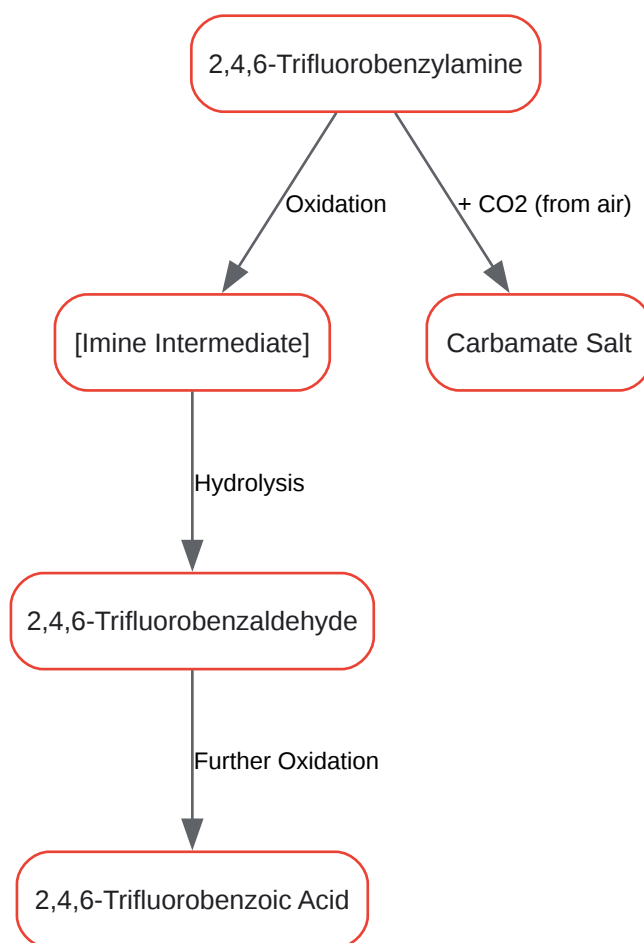 2,4,6-Trifluorobenzylamine
Oxidation
+ CO2 (from air)
[Imine Intermediate]
Carbamate Salt
Hydrolysis
2,4,6-Trifluorobenzaldehyde
Further Oxidation
2,4,6-Trifluorobenzoic Acid